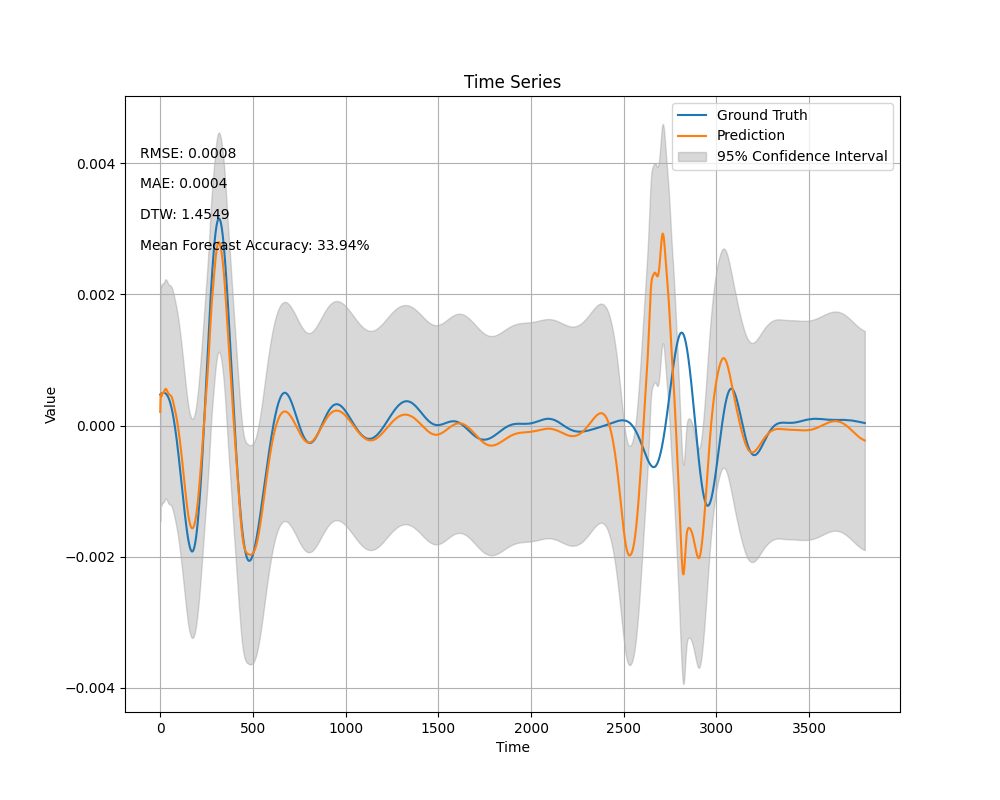 Time Series
Ground Truth
Prediction
95% Confidence Interval
RMSE: 0.0008
MAE: 0.0004
DTW: 1.4549
Mean Forecast Accuracy: 33.94%
0.004
0.002
0.000
−0.002
−0.004
Value
0 500 1000 1500 2000 2500 3000 3500
Time